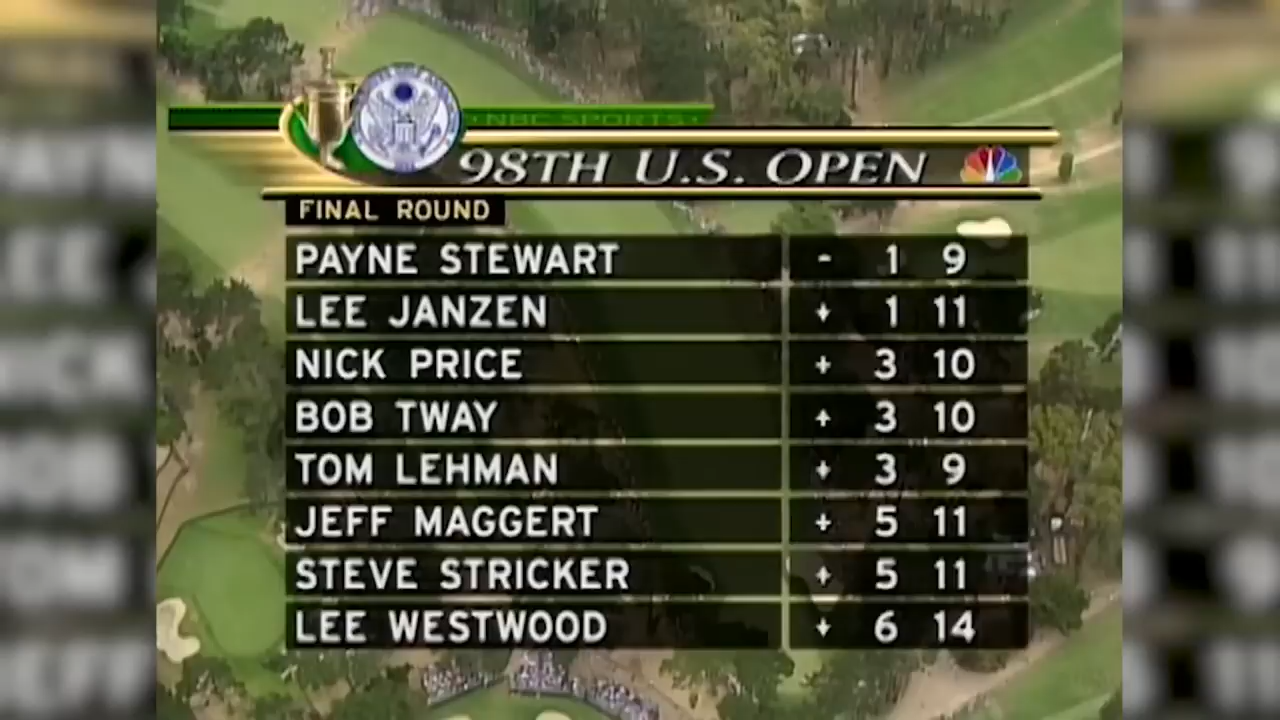 NBC SPORTS
98TH U.S. OPEN
FINAL ROUND
PAYNE STEWART - 1 9
LEE JANZEN + 1 11
NICK PRICE + 3 10
BOB TWAY + 3 10
TOM LEHMAN + 3 9
JEFF MAGGERT + 5 11
STEVE STRICKER + 5 11
LEE WESTWOOD + 6 14